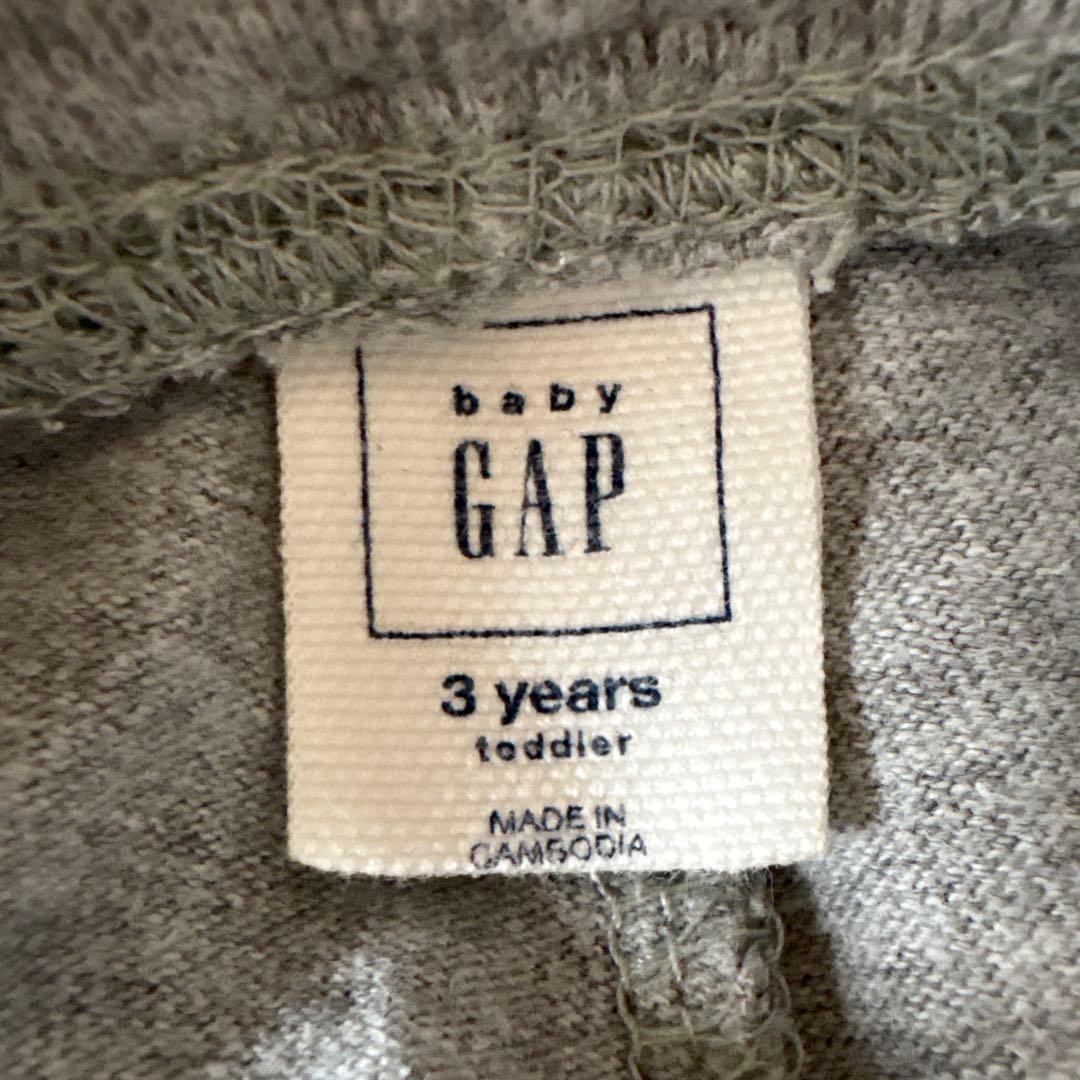 baby
GAP
3 years
toddler
MADE IN
CAMBODIA